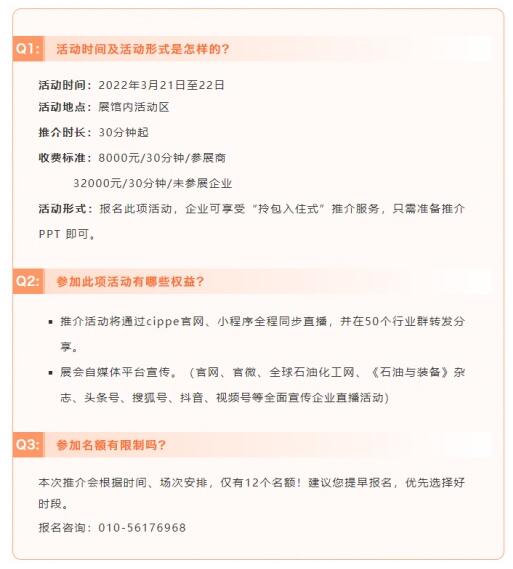 Q1: 活动时间及活动形式是怎样的?
活动时间：2022年3月21日至22日
活动地点：展馆内活动区
推介时长：30分钟起
收费标准：8000元/30分钟/参展商
32000元/30分钟/未参展企业
活动形式：报名此项活动，企业可享受“拎包入住式”推介服务，只需准备推介
PPT 即可。
Q2: 参加此项活动有哪些权益?
▪ 推介活动将通过cippe官网、小程序全程同步直播，并在50个行业群转发分
享。
▪ 展会自媒体平台宣传。（官网、官微、全球石油化工网、《石油与装备》杂
志、头条号、搜狐号、抖音、视频号等全面宣传企业直播活动）
Q3: 参加名额有限制吗?
本次推介会根据时间、场次安排，仅有12个名额！建议您提早报名，优先选择好
时段。
报名咨询：010-56176968